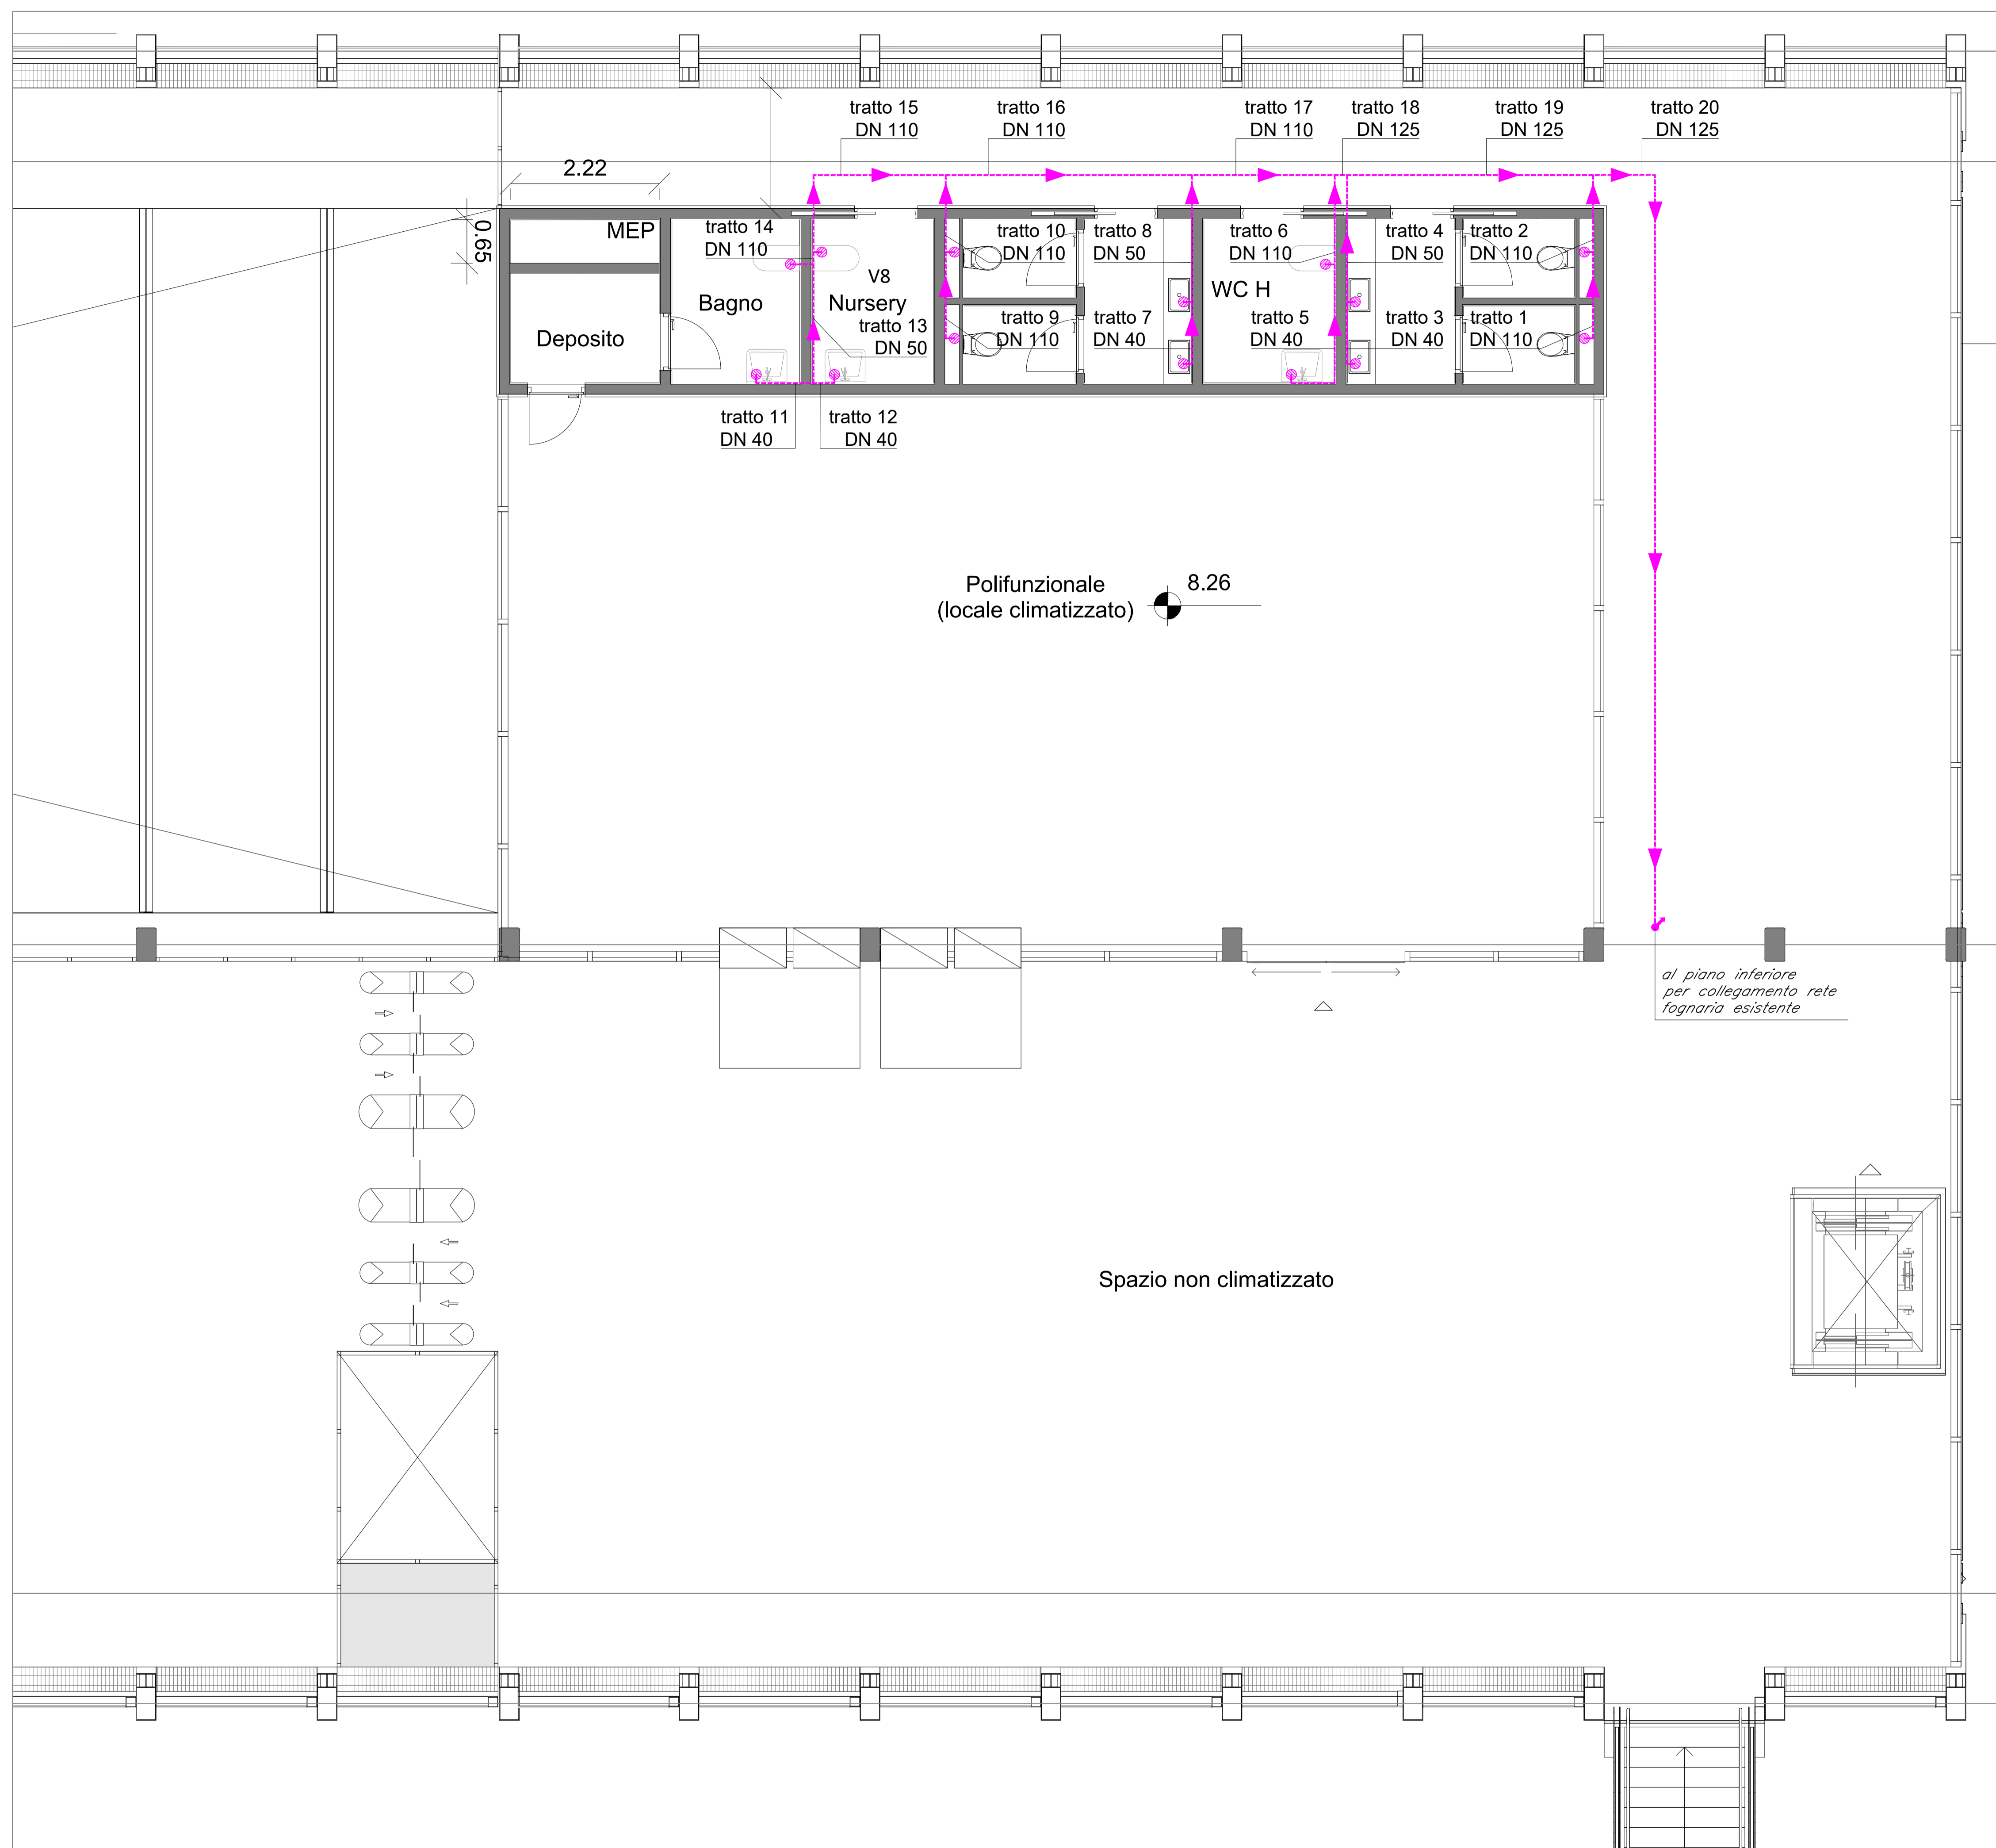 tratto 15
DN 110
tratto 16
DN 110
tratto 17
DN 110
tratto 18
DN 125
tratto 19
DN 125
tratto 20
DN 125
2.22
0.65
MEP
tratto 14
DN 110
V8
Nursery
Bagno
Deposito
tratto 13
DN 50
tratto 10
DN 110
tratto 8
DN 50
tratto 6
DN 110
tratto 4
DN 50
tratto 2
DN 110
WC H
tratto 9
DN 110
tratto 7
DN 40
tratto 5
DN 40
tratto 3
DN 40
tratto 1
DN 110
tratto 11
DN 40
tratto 12
DN 40
Polifunzionale
(locale climatizzato)
8.26
al piano inferiore
per collegamento rete
fognaria esistente
Spazio non climatizzato